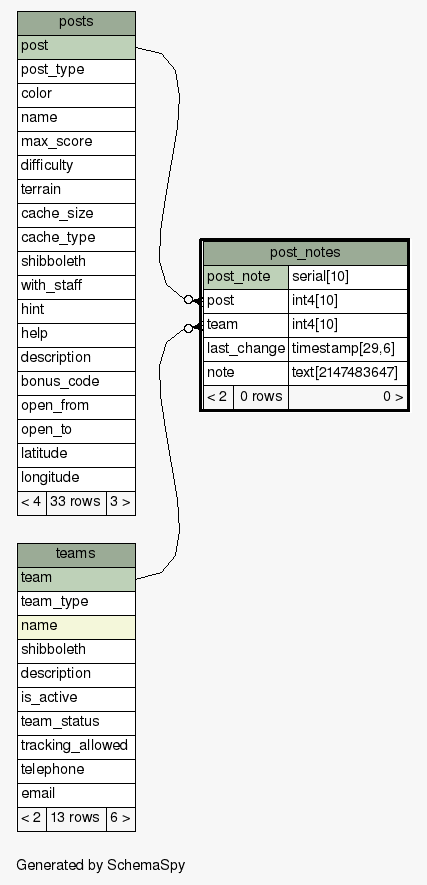 posts
post
post_type
color
name
max_score
difficulty
terrain
cache_size
cache_type
shibboleth
with_staff
hint
help
description
bonus_code
open_from
open_to
latitude
longitude
< 4 33 rows 3 >
post_notes
post_note serial[10]
post int4[10]
team int4[10]
last_change timestamp[29,6]
note text[2147483647]
< 2 0 rows 0 >
teams
team
team_type
name
shibboleth
description
is_active
team_status
tracking_allowed
telephone
email
< 2 13 rows 6 >
Generated by SchemaSpy